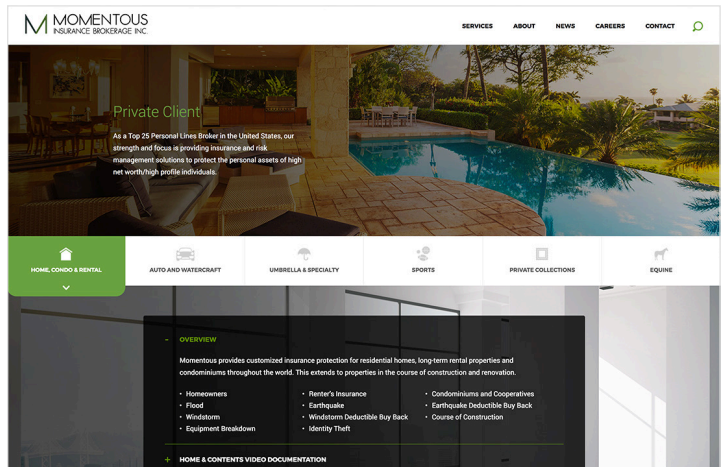 MOMENTOUS
INSURANCE BROKERAGE INC.
SERVICES ABOUT NEWS CAREERS CONTACT
Private Client
As a Top 25 Personal Lines Broker in the United States, our
strength and focus is providing insurance and risk
management solutions to protect the personal assets of high
net worth/high profile individuals.
HOME, CONDO & RENTAL AUTO AND WATERCRAFT UMBRELLA & SPECIALTY SPORTS PRIVATE COLLECTIONS EQUINE
- OVERVIEW
Momentous provides customized insurance protection for residential homes, long-term rental properties and
condominiums throughout the world. This extends to properties in the course of construction and renovation.
• Homeowners • Renter's Insurance • Condominiums and Cooperatives
• Flood • Earthquake • Earthquake Deductible Buy Back
• Windstorm • Windstorm Deductible Buy Back • Course of Construction
• Equipment Breakdown • Identity Theft
+ HOME & CONTENTS VIDEO DOCUMENTATION